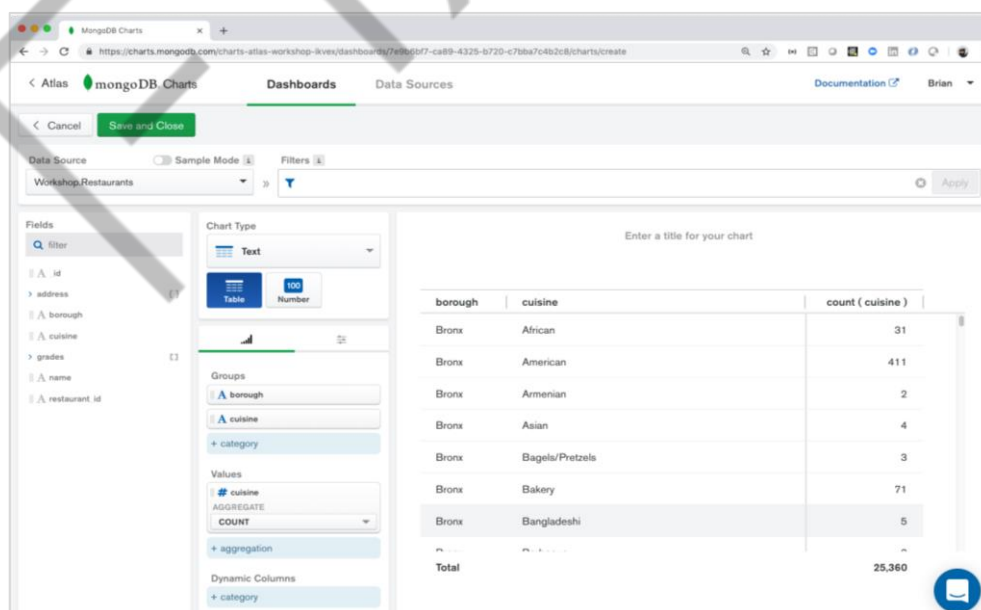 MongoDB Charts
https://charts.mongodb.com/charts-atlas-workshop-lkvex/dashboards/7e9b6bf7-ca89-4325-b720-c7bba7c4b2c8/charts/create
Atlas mongoDB. Charts Dashboards Data Sources Documentation Brian
Cancel Save and Close
Data Source Sample Mode i Filters i
Workshop.Restaurants Apply
Fields
filter
A _id
address { }
A borough
A cuisine
grades [ ]
A name
A restaurant_id
Chart Type
Text
Table
100
Number
Groups
A borough
A cuisine
+ category
Values
# cuisine
AGGREGATE
COUNT
+ aggregation
Dynamic Columns
+ category
Enter a title for your chart
borough cuisine count ( cuisine )
Bronx African 31
Bronx American 411
Bronx Armenian 2
Bronx Asian 4
Bronx Bagels/Pretzels 3
Bronx Bakery 71
Bronx Bangladeshi 5
Total 25,360